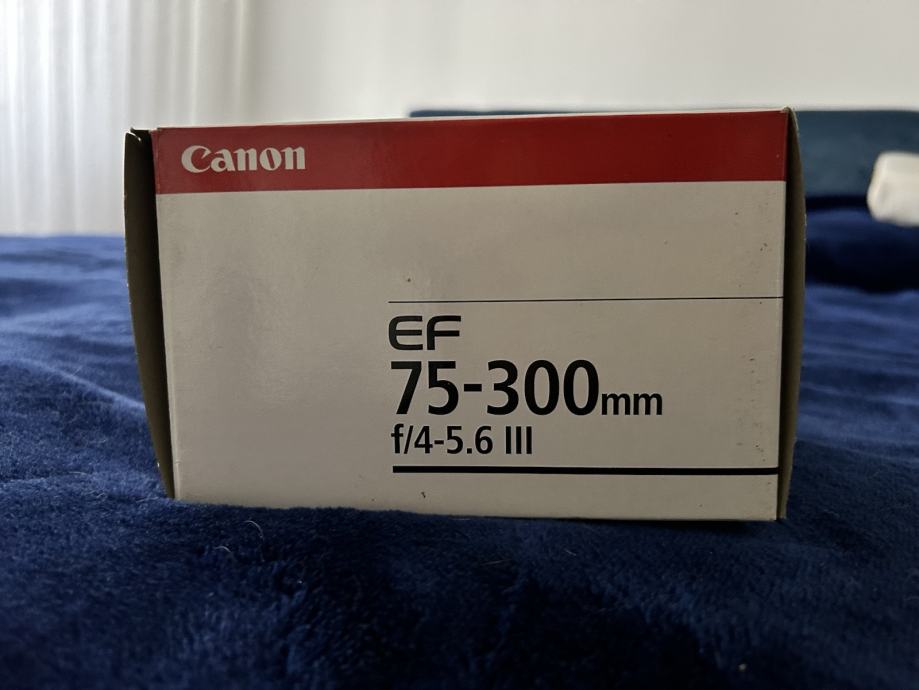 Canon
EF
75-300mm
f/4-5.6 III